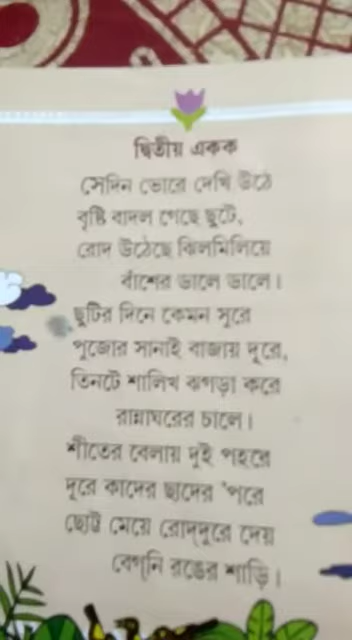 দ্বিতীয় একক
সেদিন ভোরে দেখি উঠে
বৃষ্টি বাদল গেছে ছুটে,
রোদ উঠেছে ঝিলমিলিয়ে
বাঁশের ডালে ডালে।
ছুটির দিনে কেমন সুরে
পুজোর সানাই বাজায় দূরে,
তিনটে শালিখ ঝগড়া করে
রান্নাঘরের চালে।
শীতের বেলায় দুই পহরে
দূরে কাদের ছাদের 'পরে
ছোট্ট মেয়ে রোদ্‌দুরে দেয়
বেগ্‌নি রঙের শাড়ি।